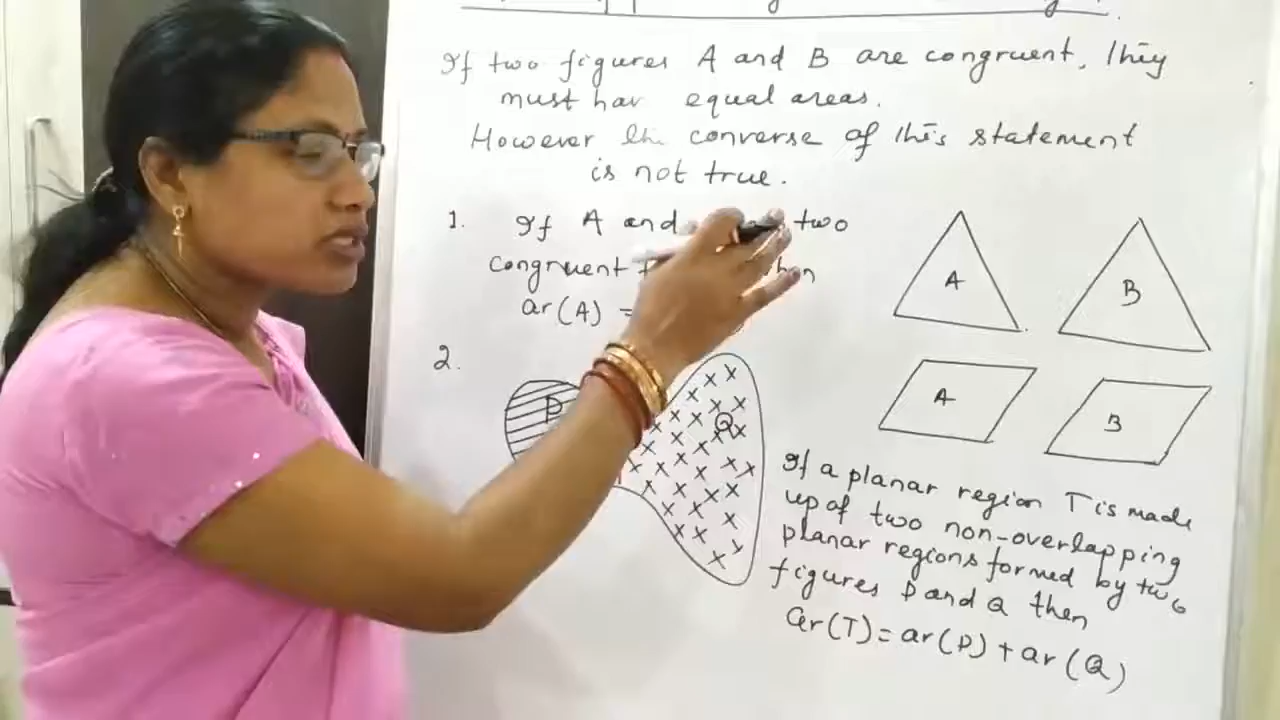 If two figures A and B are congruent, they
must hav equal areas.
However the converse of this statement
is not true.
1. If A and two
congruent
ar(A) =
2.
A
B
A
B
P
Q
If a planar region T is made
up of two non-overlapping
planar regions formed by two
figures P and Q then
ar(T) = ar(P) + ar(Q)